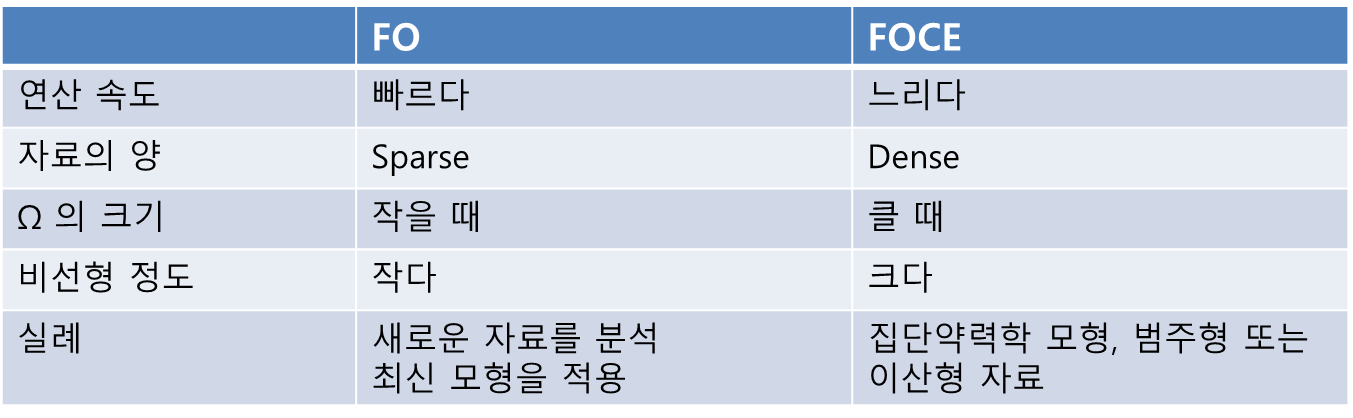 FO FOCE
연산 속도 빠르다 느리다
자료의 양 Sparse Dense
Ω 의 크기 작을 때 클 때
비선형 정도 작다 크다
실례 새로운 자료를 분석 집단약력학 모형, 범주형 또는
최신 모형을 적용 이산형 자료